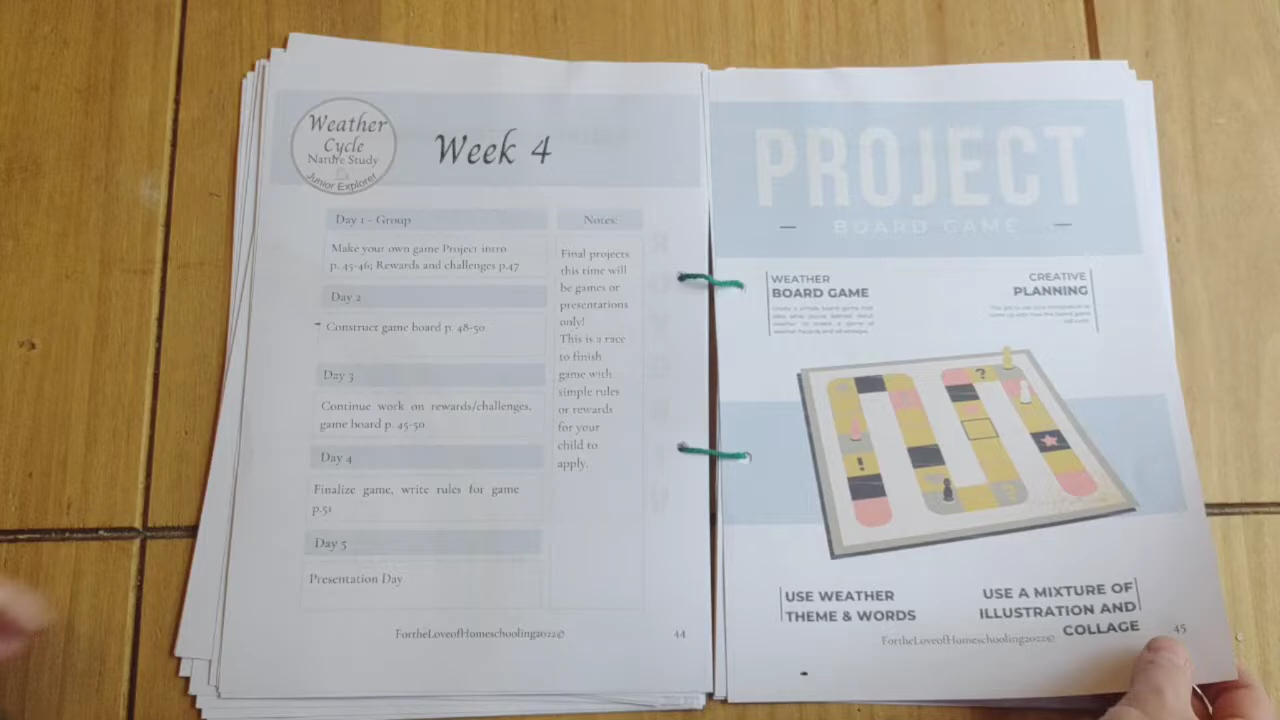 Weather
Cycle
Nature Study
Junior Explorer
Week 4
Day 1 - Group
Make your own game Project intro
p. 45-46; Rewards and challenges p.47
Day 2
Construct game board p. 48-50
Day 3
Continue work on rewards/challenges,
game board p. 45-50
Day 4
Finalize game, write rules for game
p.51
Day 5
Presentation Day
Notes:
Final projects
this time will
be games or
presentations
only!
This is a race
to finish
game with
simple rules
or rewards
for your
child to
apply.
FortheLoveofHomeschooling2022©
44
PROJECT
BOARD GAME
WEATHER
BOARD GAME
CREATIVE
PLANNING
?
!
?
USE WEATHER
THEME & WORDS
USE A MIXTURE OF
ILLUSTRATION AND
COLLAGE
FortheLoveofHomeschooling2022©
45